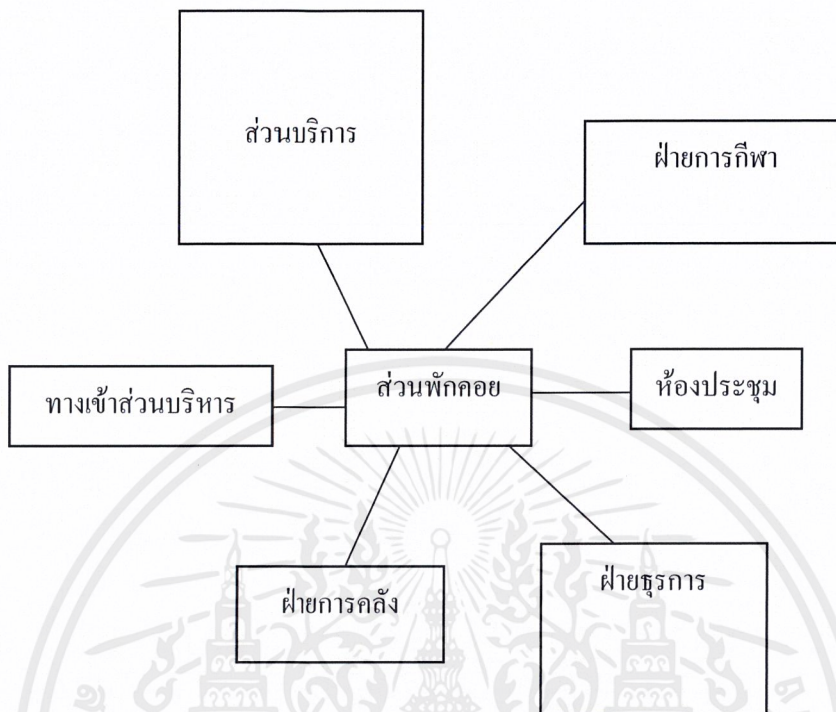 ส่วนบริการ
ฝ่ายการกีฬา
ส่วนพักคอย
ห้องประชุม
ทางเข้าส่วนบริหาร
ฝ่ายธุรการ
ฝ่ายการคลัง